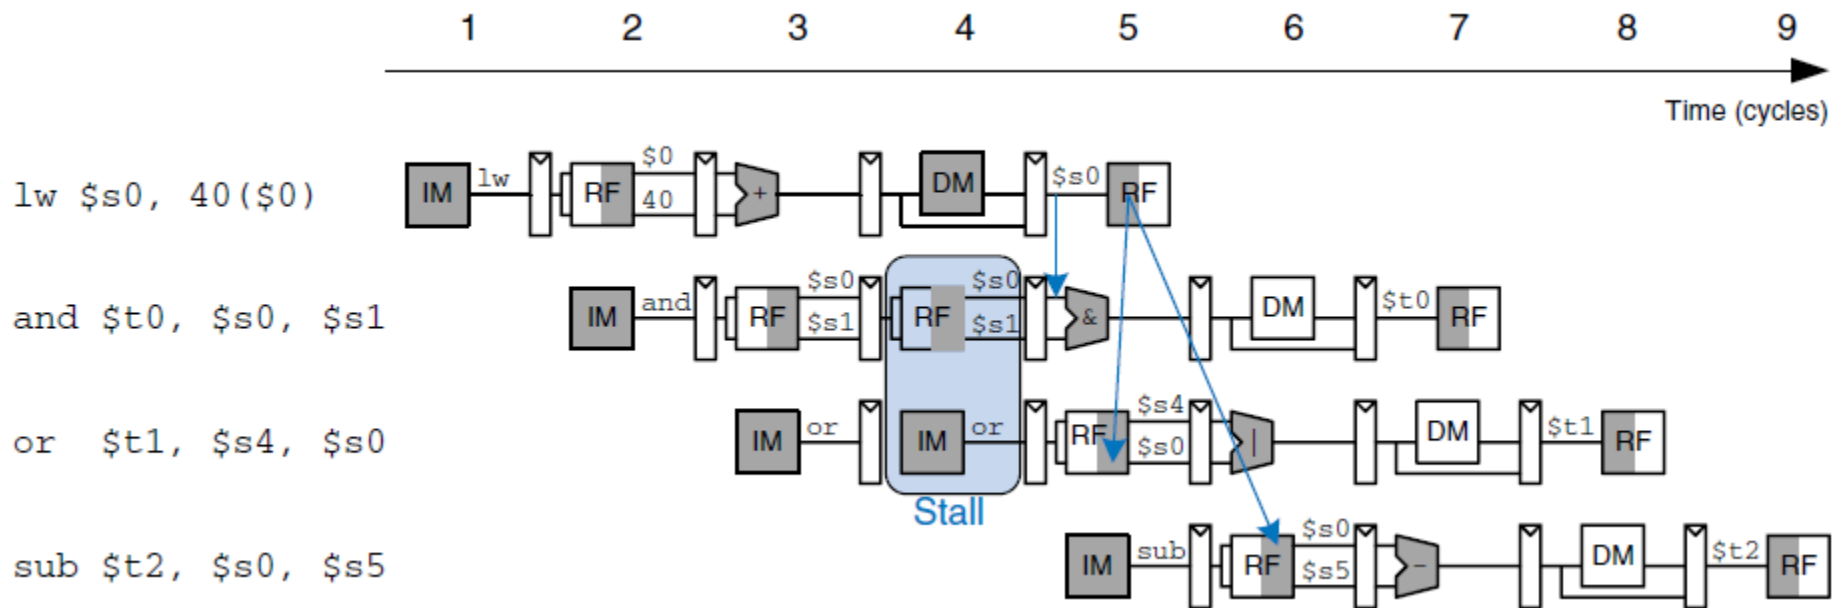 1 2 3 4 5 6 7 8 9
Time (cycles)
lw $s0, 40($0) IM lw RF $0 40 + DM $s0 RF
and $t0, $s0, $s1 IM and RF $s0 $s1 RF $s0 $s1 & DM $t0 RF
or $t1, $s4, $s0 IM or IM or RF $s4 $s0 | DM $t1 RF
Stall
sub $t2, $s0, $s5 IM sub RF $s0 $s5 - DM $t2 RF